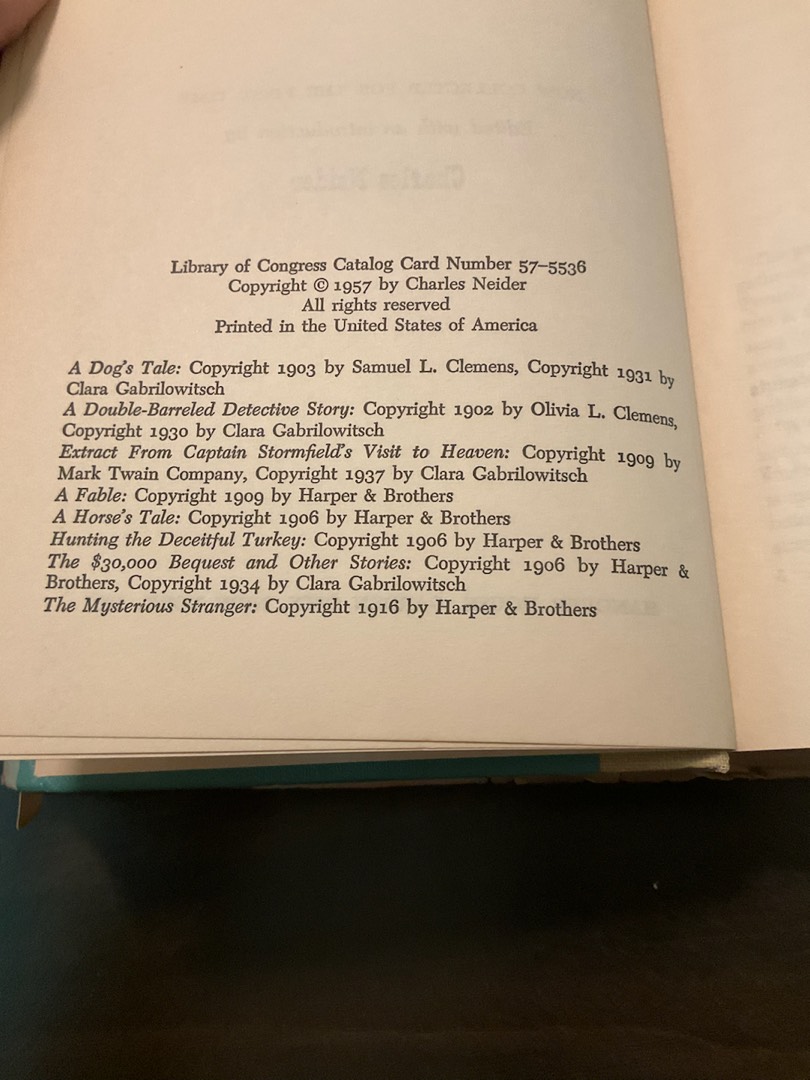 Library of Congress Catalog Card Number 57–5536
Copyright © 1957 by Charles Neider
All rights reserved
Printed in the United States of America
A Dog's Tale: Copyright 1903 by Samuel L. Clemens, Copyright 1931 by
Clara Gabrilowitsch
A Double-Barreled Detective Story: Copyright 1902 by Olivia L. Clemens,
Copyright 1930 by Clara Gabrilowitsch
Extract From Captain Stormfield's Visit to Heaven: Copyright 1909 by
Mark Twain Company, Copyright 1937 by Clara Gabrilowitsch
A Fable: Copyright 1909 by Harper & Brothers
A Horse's Tale: Copyright 1906 by Harper & Brothers
Hunting the Deceitful Turkey: Copyright 1906 by Harper & Brothers
The $30,000 Bequest and Other Stories: Copyright 1906 by Harper &
Brothers, Copyright 1934 by Clara Gabrilowitsch
The Mysterious Stranger: Copyright 1916 by Harper & Brothers